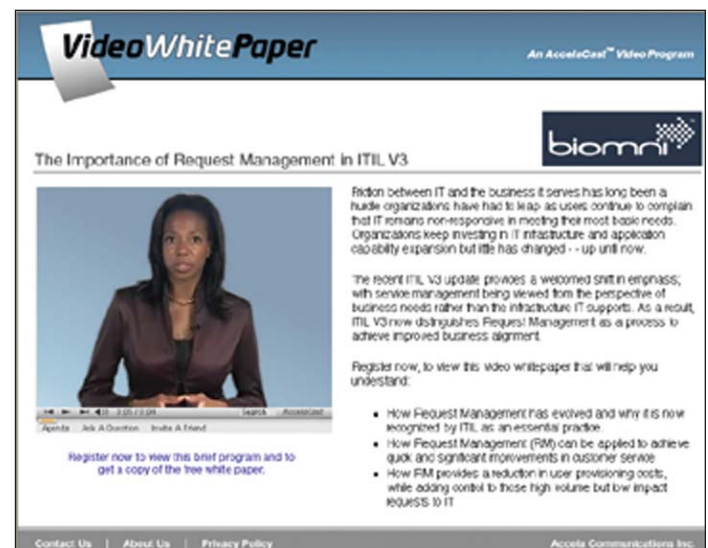 VideoWhitePaper
An AccelaCast™ Video Program
biomni™
The Importance of Request Management in ITIL V3
Friction between IT and the business it serves has long been a
hurdle organizations have had to leap as users continue to complain
that IT remains non-responsive in meeting their most basic needs.
Organizations keep investing in IT infrastructure and application
capability expansion but little has changed - - up until now.
The recent ITIL V3 update provides a welcomed shift in emphasis;
with service management being viewed from the perspective of
business needs rather than the infrastructure IT supports. As a result,
ITIL V3 now distinguishes Request Management as a process to
achieve improved business alignment.
Register now, to view this video whitepaper that will help you
understand:
• How Request Management has evolved and why it is now
recognized by ITIL as an essential practice.
• How Request Management (RM) can be applied to achieve
quick and significant improvements in customer service
• How RM provides a reduction in user provisioning costs,
while adding control to those high volume but low impact
requests to IT
Search AccelaCast
Agenda Ask A Question Invite A Friend
Register now to view this brief program and to
get a copy of the free white paper.
Contact Us | About Us | Privacy Policy
Accela Communications Inc.